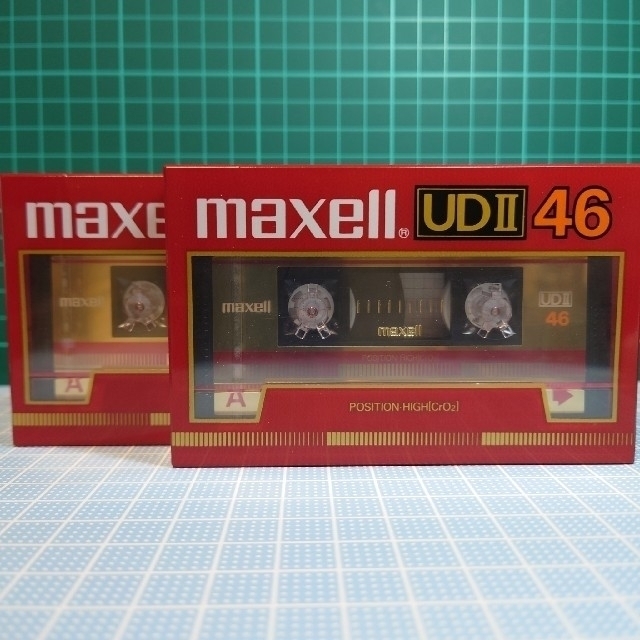 maxe
maxell
A
maxell® UDII 46
maxell
maxell
UDII
46
A
POSITION·HIGH[CrO₂]